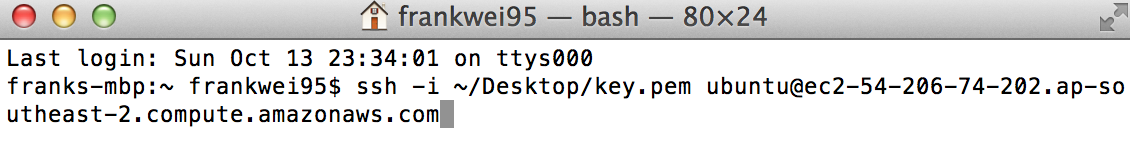 frankwei95 — bash — 80×24
Last login: Sun Oct 13 23:34:01 on ttys000
franks-mbp:~ frankwei95$ ssh -i ~/Desktop/key.pem ubuntu@ec2-54-206-74-202.ap-so
utheast-2.compute.amazonaws.com